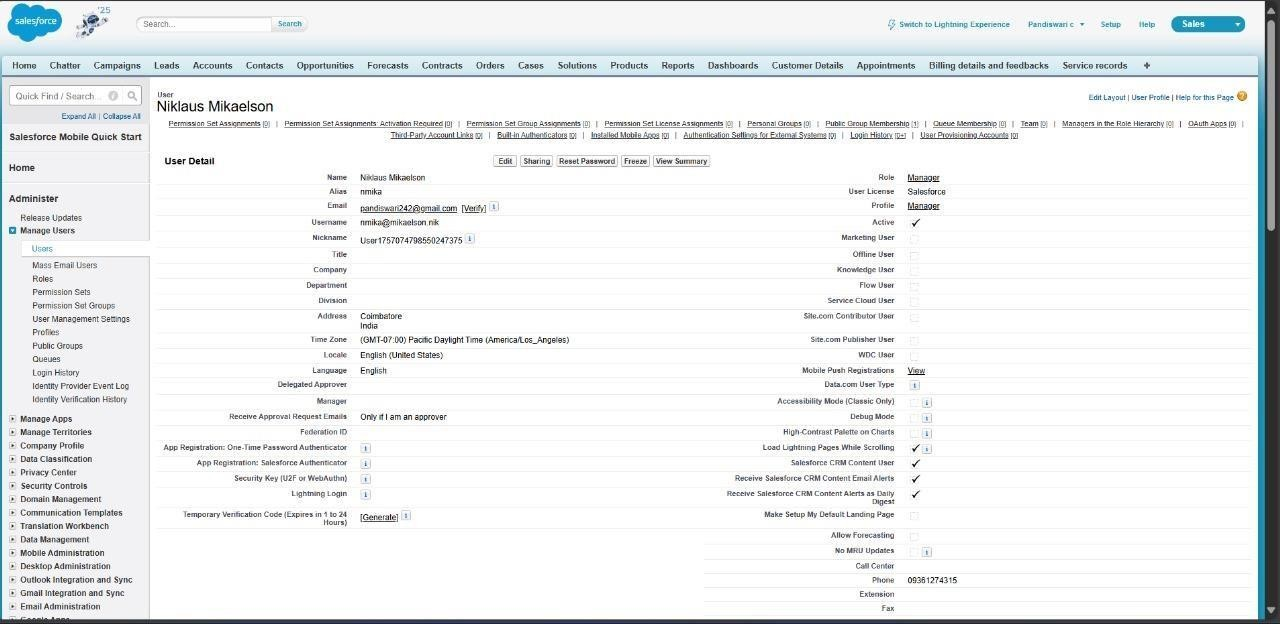 salesforce
'25
Search...
Search
Switch to Lightning Experience
Pandiswari c
Setup
Help
Sales
Home Chatter Campaigns Leads Accounts Contacts Opportunities Forecasts Contracts Orders Cases Solutions Products Reports Dashboards Customer Details Appointments Billing details and feedbacks Service records +
Quick Find / Search...
Expand All | Collapse All
Salesforce Mobile Quick Start
Home
Administer
Release Updates
Manage Users
Users
Mass Email Users
Roles
Permission Sets
Permission Set Groups
User Management Settings
Profiles
Public Groups
Queues
Login History
Identity Provider Event Log
Identity Verification History
Manage Apps
Manage Territories
Company Profile
Data Classification
Privacy Center
Security Controls
Domain Management
Communication Templates
Translation Workbench
Data Management
Mobile Administration
Desktop Administration
Outlook Integration and Sync
Gmail Integration and Sync
Email Administration
Google Apps
User
Niklaus Mikaelson
Edit Layout | User Profile | Help for this Page ?
Permission Set Assignments [0] | Permission Set Assignments: Activation Required [0] | Permission Set Group Assignments [0] | Permission Set License Assignments [0] | Personal Groups [0] | Public Group Membership [1] | Queue Membership [0] | Team [0] | Managers in the Role Hierarchy [0] | OAuth Apps [0] |
Third-Party Account Links [0] | Built-in Authenticators [0] | Installed Mobile Apps [0] | Authentication Settings for External Systems [0] | Login History [0+] | User Provisioning Accounts [0]
User Detail
Edit Sharing Reset Password Freeze View Summary
Name Niklaus Mikaelson
Alias nmika
Email pandiswari242@gmail.com [Verify] i
Username nmika@mikaelson.nik
Nickname User1757074798550247375 i
Title
Company
Department
Division
Address Coimbatore
India
Time Zone (GMT-07:00) Pacific Daylight Time (America/Los_Angeles)
Locale English (United States)
Language English
Delegated Approver
Manager
Receive Approval Request Emails Only if I am an approver
Federation ID
App Registration: One-Time Password Authenticator i
App Registration: Salesforce Authenticator i
Security Key (U2F or WebAuthn) i
Lightning Login i
Temporary Verification Code (Expires in 1 to 24
Hours) [Generate] i
Role Manager
User License Salesforce
Profile Manager
Active ✓
Marketing User
Offline User
Knowledge User
Flow User
Service Cloud User
Site.com Contributor User
Site.com Publisher User
WDC User
Mobile Push Registrations View
Data.com User Type i
Accessibility Mode (Classic Only) i
Debug Mode i
High-Contrast Palette on Charts i
Load Lightning Pages While Scrolling ✓ i
Salesforce CRM Content User ✓
Receive Salesforce CRM Content Email Alerts ✓
Receive Salesforce CRM Content Alerts as Daily
Digest ✓
Make Setup My Default Landing Page
Allow Forecasting
No MRU Updates i
Call Center
Phone 09361274315
Extension
Fax